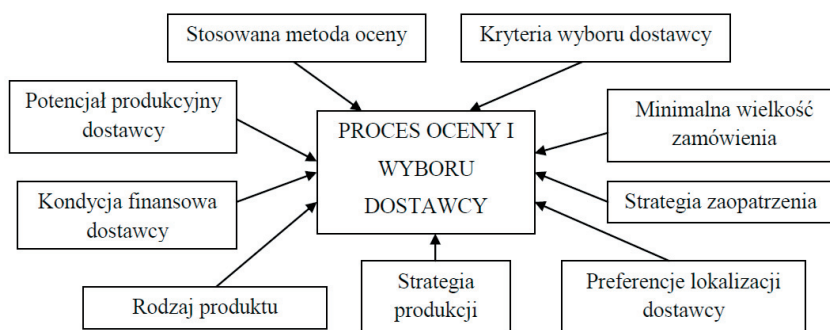 Stosowana metoda oceny
Kryteria wyboru dostawcy
Potencjał produkcyjny
dostawcy
PROCES OCENY I
WYBORU
DOSTAWCY
Minimalna wielkość
zamówienia
Kondycja finansowa
dostawcy
Strategia zaopatrzenia
Rodzaj produktu
Strategia
produkcji
Preferencje lokalizacji
dostawcy